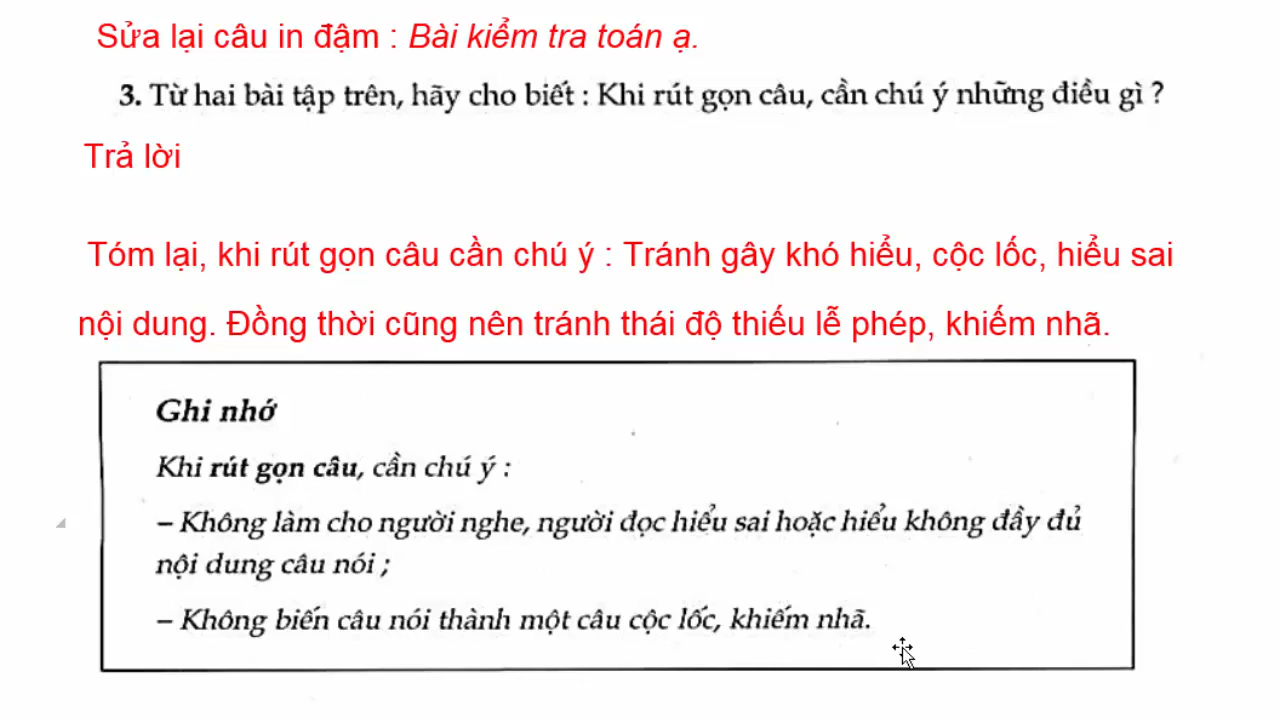 Sửa lại câu in đậm : Bài kiểm tra toán ạ.
3. Từ hai bài tập trên, hãy cho biết : Khi rút gọn câu, cần chú ý những điều gì ?
Trả lời
Tóm lại, khi rút gọn câu cần chú ý : Tránh gây khó hiểu, cộc lốc, hiểu sai
nội dung. Đồng thời cũng nên tránh thái độ thiếu lễ phép, khiếm nhã.
Ghi nhớ
Khi rút gọn câu, cần chú ý :
– Không làm cho người nghe, người đọc hiểu sai hoặc hiểu không đầy đủ
nội dung câu nói ;
– Không biến câu nói thành một câu cộc lốc, khiếm nhã.